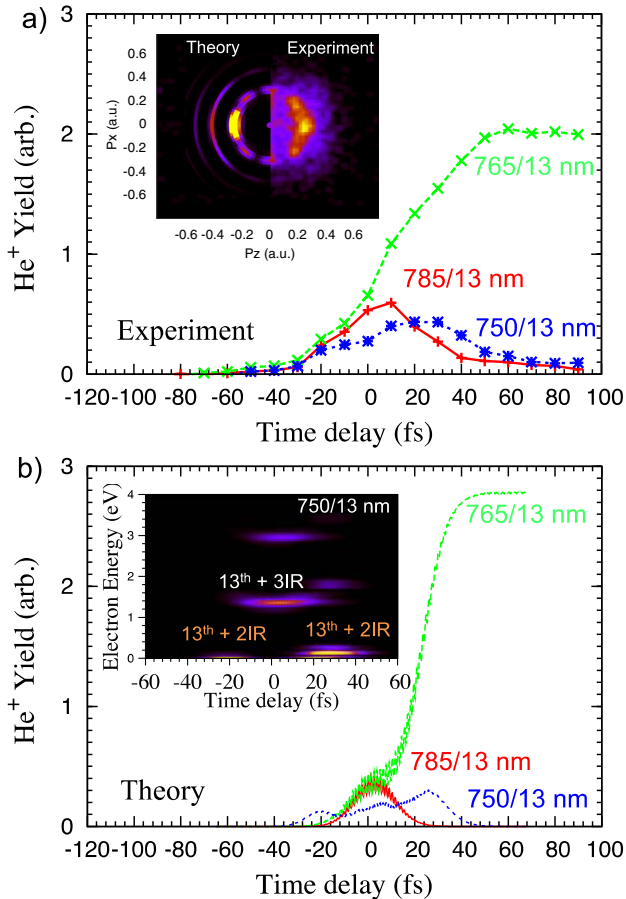 a)
3
2
1
0
He+ Yield (arb.)
Theory
Experiment
0.6
0.4
0.2
0
-0.2
-0.4
-0.6
Px (a.u.)
-0.6 -0.4 -0.2 0 0.2 0.4 0.6
Pz (a.u.)
765/13 nm
785/13 nm
750/13 nm
Experiment
-120 -100 -80 -60 -40 -20 0 20 40 60 80 100
Time delay (fs)
b)
3
2
1
0
He+ Yield (arb.)
4
3
2
1
0
Electron Energy (eV)
750/13 nm
13th + 3IR
13th + 2IR
13th + 2IR
-60 -40 -20 0 20 40 60
Time delay (fs)
765/13 nm
785/13 nm
750/13 nm
Theory
-120 -100 -80 -60 -40 -20 0 20 40 60 80 100
Time delay (fs)